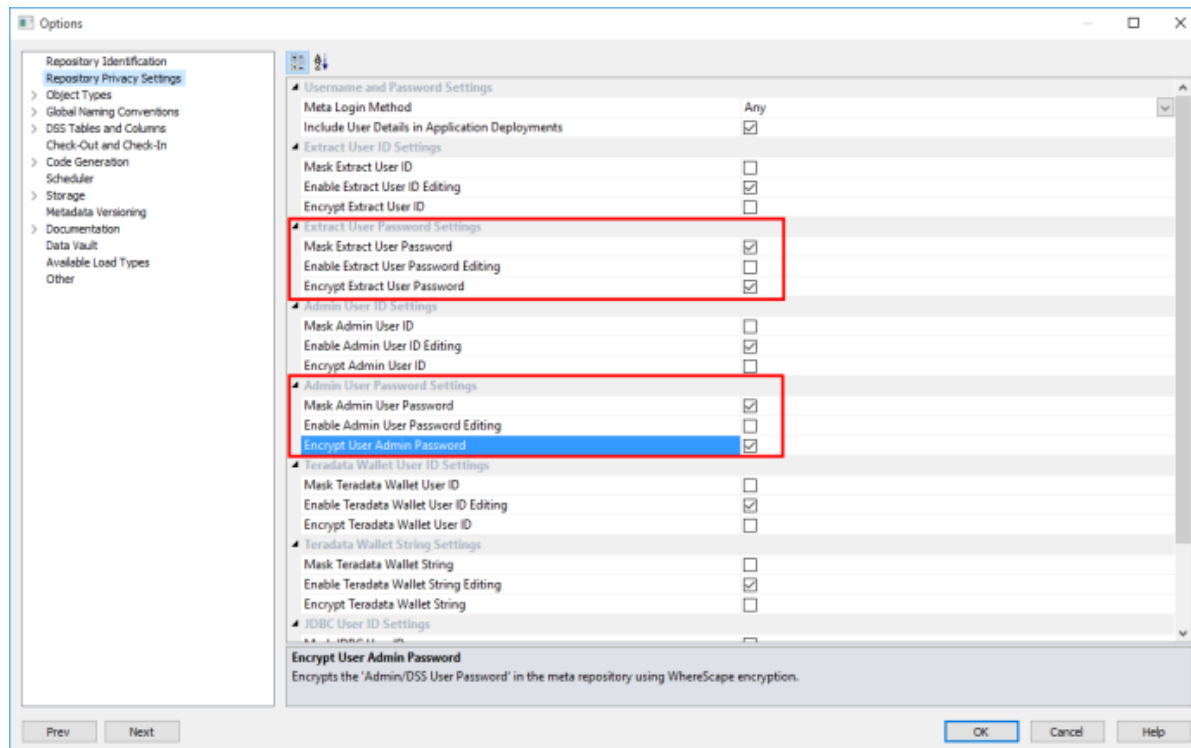 Options
Repository Identification
Repository Privacy Settings
Object Types
Global Naming Conventions
DSS Tables and Columns
Check-Out and Check-In
Code Generation
Scheduler
Storage
Metadata Versioning
Documentation
Data Vault
Available Load Types
Other
Username and Password Settings
Meta Login Method Any
Include User Details in Application Deployments
Extract User ID Settings
Mask Extract User ID
Enable Extract User ID Editing
Encrypt Extract User ID
Extract User Password Settings
Mask Extract User Password
Enable Extract User Password Editing
Encrypt Extract User Password
Admin User ID Settings
Mask Admin User ID
Enable Admin User ID Editing
Encrypt Admin User ID
Admin User Password Settings
Mask Admin User Password
Enable Admin User Password Editing
Encrypt User Admin Password
Teradata Wallet User ID Settings
Mask Teradata Wallet User ID
Enable Teradata Wallet User ID Editing
Encrypt Teradata Wallet User ID
Teradata Wallet String Settings
Mask Teradata Wallet String
Enable Teradata Wallet String Editing
Encrypt Teradata Wallet String
JDBC User ID Settings
Encrypt User Admin Password
Encrypts the 'Admin/DSS User Password' in the meta repository using WhereScape encryption.
Prev Next OK Cancel Help